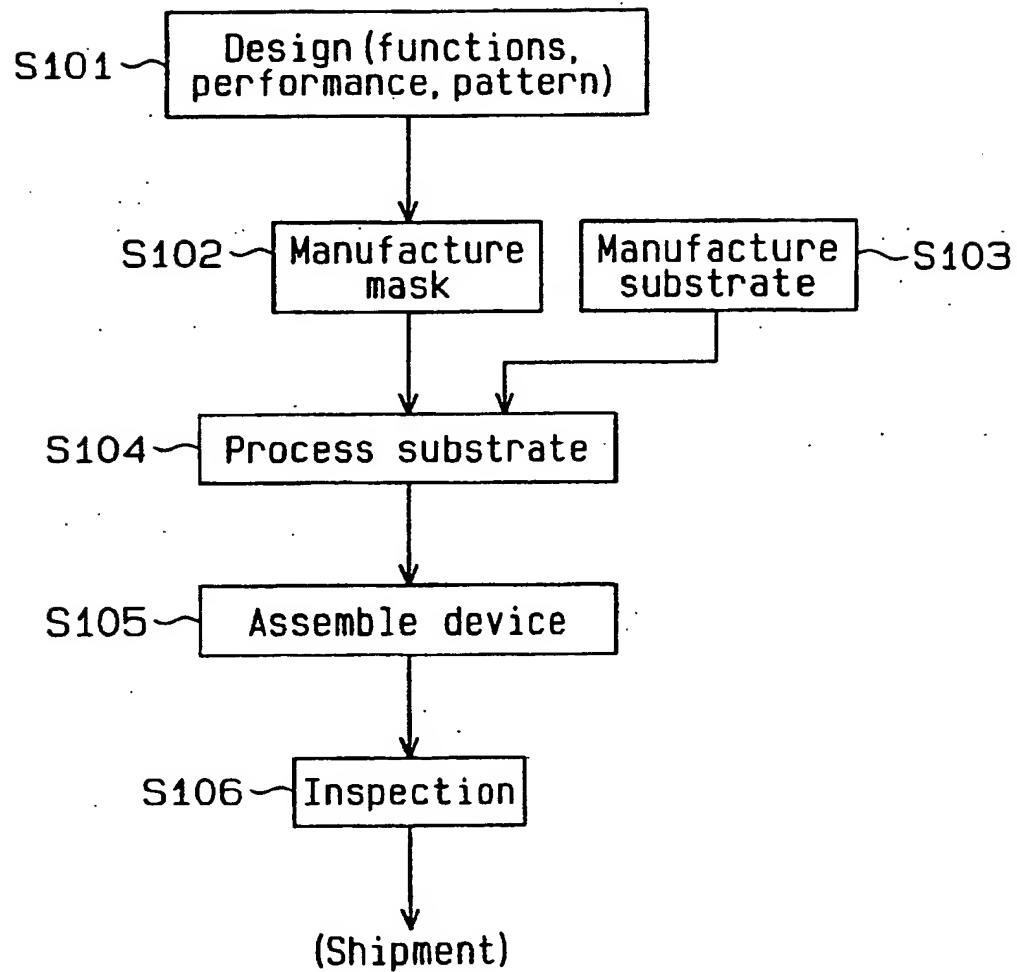 S101
Design (functions,
performance, pattern)
S102
Manufacture
mask
Manufacture
substrate
S103
S104
Process substrate
S105
Assemble device
S106
Inspection
(Shipment)